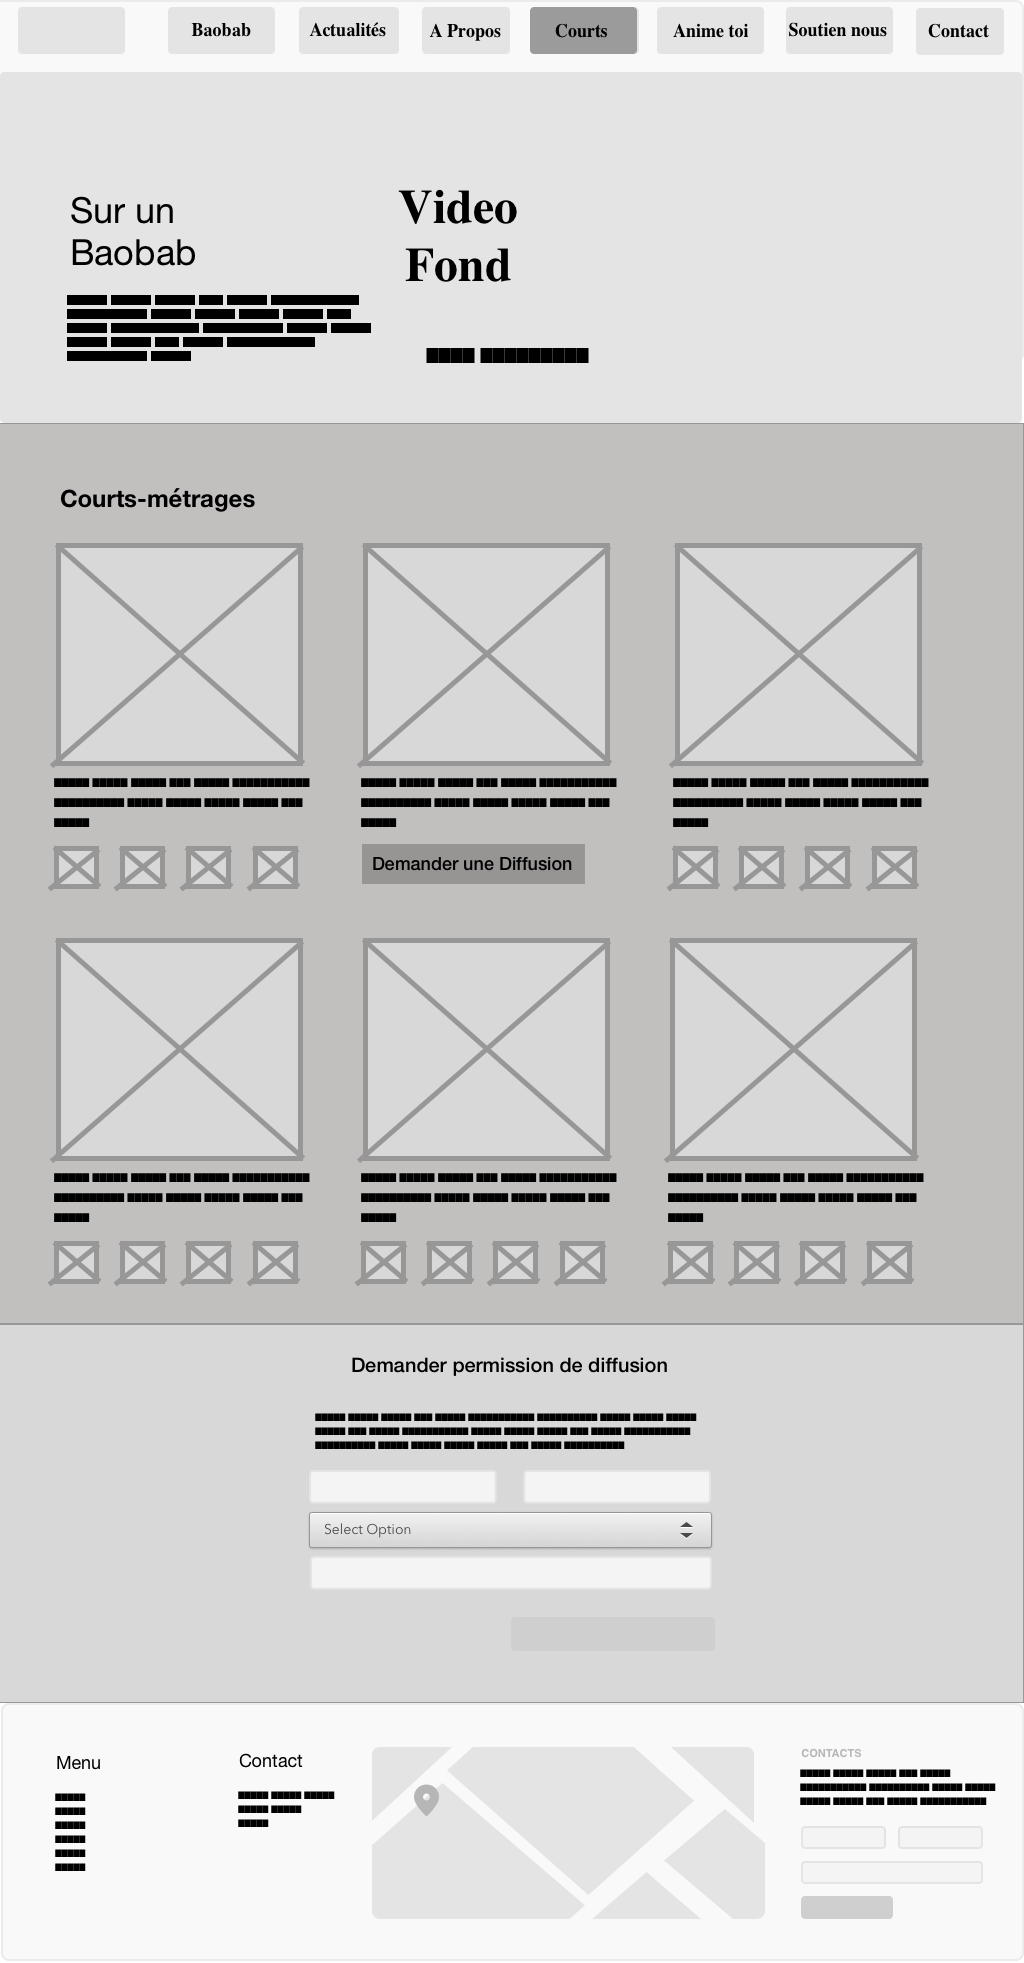 Baobab
Actualités
A Propos
Courts
Anime toi
Soutien nous
Contact
Sur un
Baobab
Video
Fond
Courts-métrages
Demander une Diffusion
Demander permission de diffusion
Select Option
Menu
Contact
CONTACTS